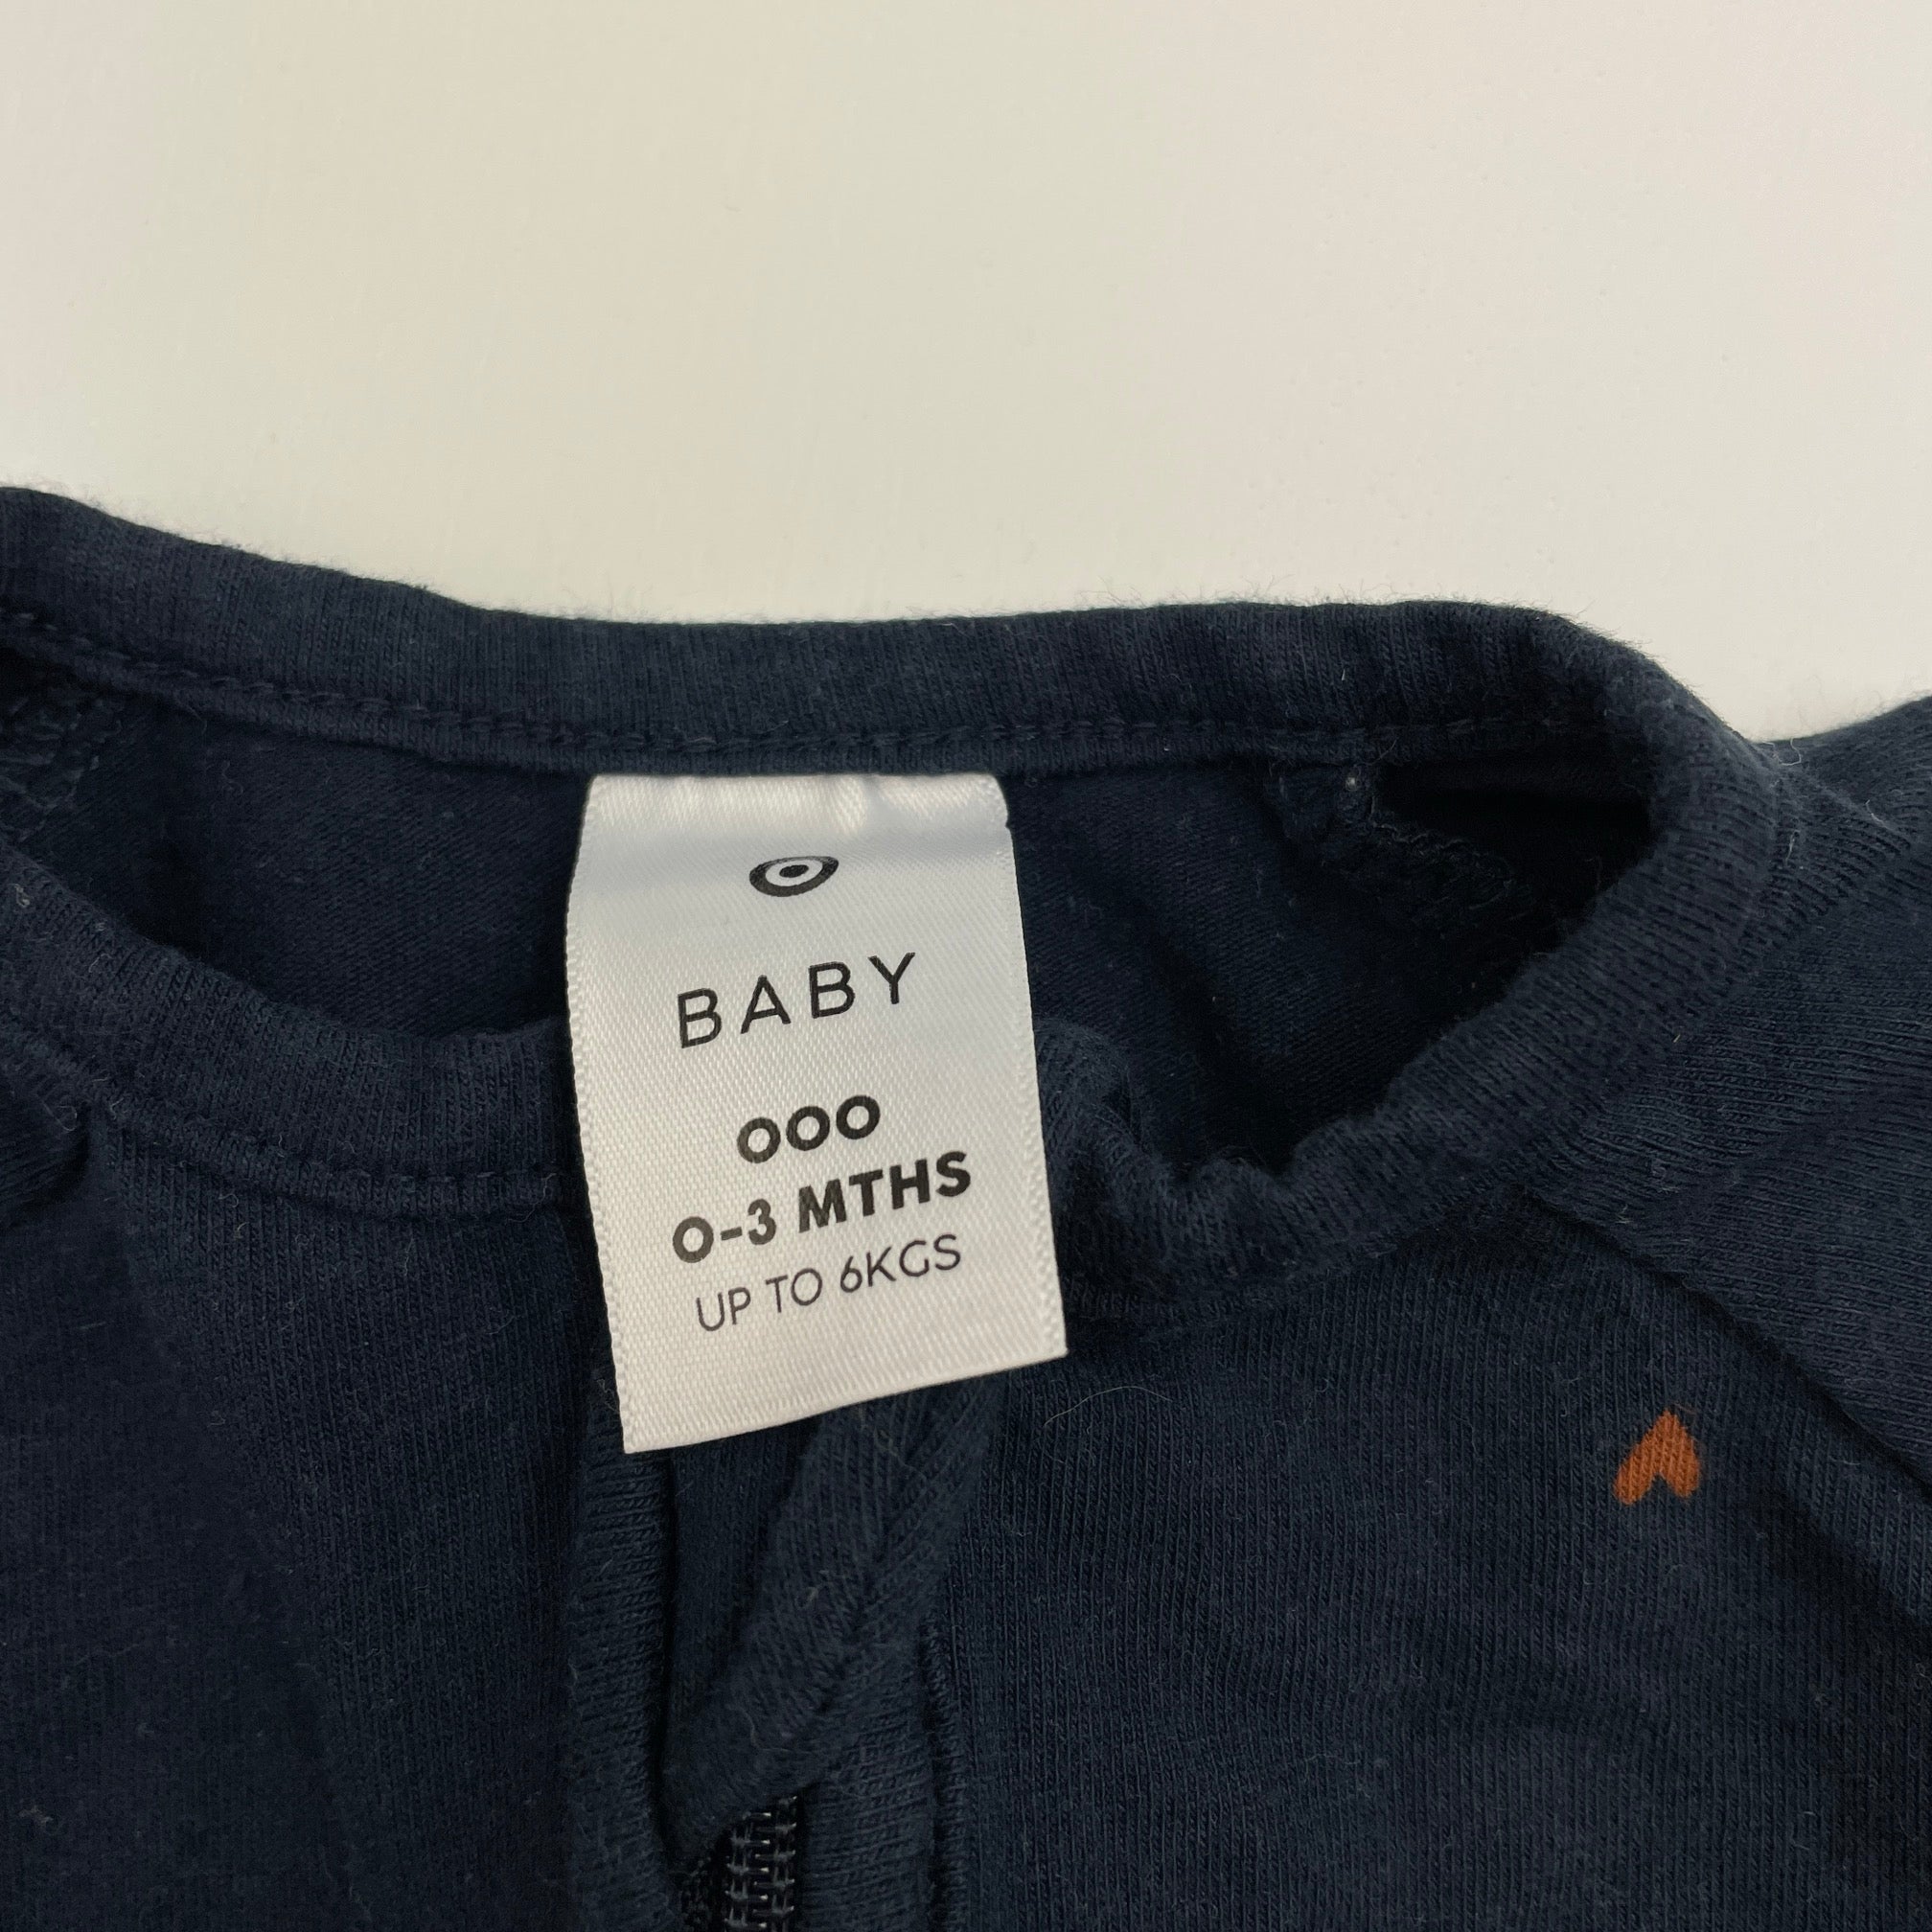 BABY
000
0-3 MTHS
UP TO 6KGS